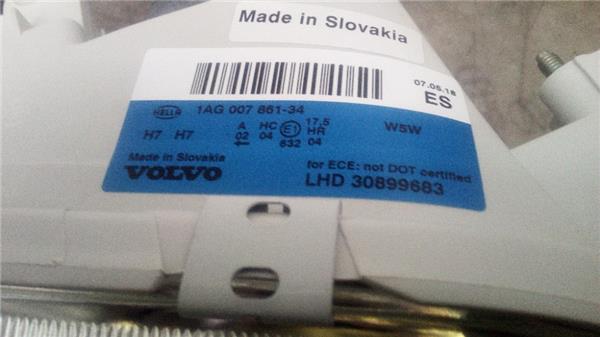 Made in Slovakia
07.05.18
ES
1AG 007 861-34
HELLA
H7 H7
A HC E1 17,5 W5W
02 04 HR
← 632 04
Made in Slovakia
for ECE: not DOT certified
VOLVO
LHD 30899683